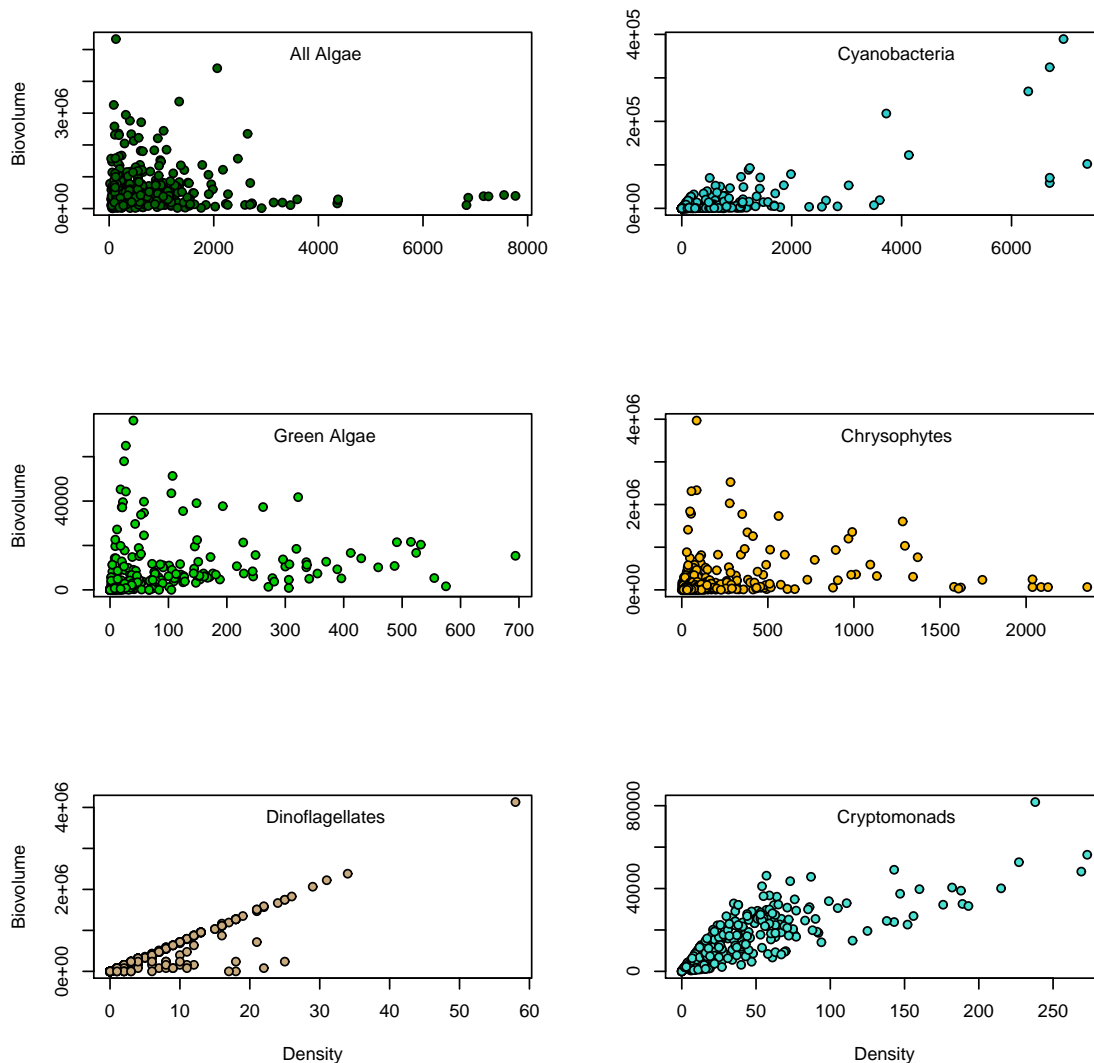 All Algae
Biovolume
0e+00
3e+06
0
2000
4000
6000
8000
Cyanobacteria
0e+00
2e+05
4e+05
0
2000
4000
6000
Green Algae
Biovolume
0
40000
0
100
200
300
400
500
600
700
Chrysophytes
0e+00
2e+06
4e+06
0
500
1000
1500
2000
Dinoflagellates
Biovolume
0e+00
2e+06
4e+06
0
10
20
30
40
50
60
Density
Cryptomonads
0
40000
80000
0
50
100
150
200
250
Density